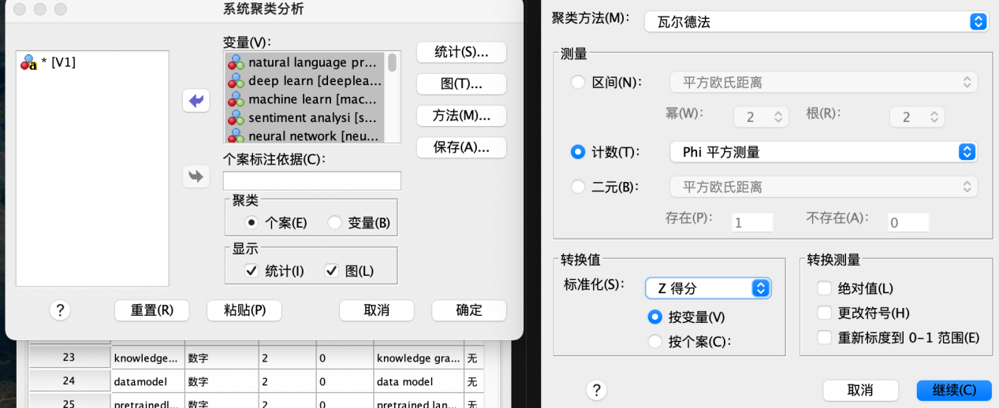 系统聚类分析
* [V1]
变量(V):
natural language pr...
deep learn [deeplea...
machine learn [mac...
sentiment analysi [s...
neural network [neu...
统计(S)...
图(T)...
方法(M)...
保存(A)...
个案标注依据(C):
聚类
个案(E)
变量(B)
显示
统计(I)
图(L)
?
重置(R)
粘贴(P)
取消
确定
23 knowledge... 数字 2 0 knowledge gra... 无
24 datamodel 数字 2 0 data model 无
25 pretrainedl... 数字 2 0 pretrained lan... 无
聚类方法(M): 瓦尔德法
测量
区间(N): 平方欧氏距离
幂(W): 2 根(R): 2
计数(T): Phi 平方测量
二元(B): 平方欧氏距离
存在(P): 1 不存在(A): 0
转换值
标准化(S): Z 得分
按变量(V)
按个案(C):
转换测量
绝对值(L)
更改符号(H)
重新标度到 0-1 范围(E)
?
取消
继续(C)